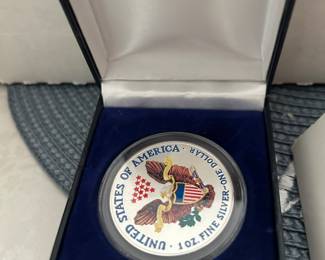 UNITED STATES OF AMERICA
· 1 OZ. FINE SILVER~ONE DOLLAR ·